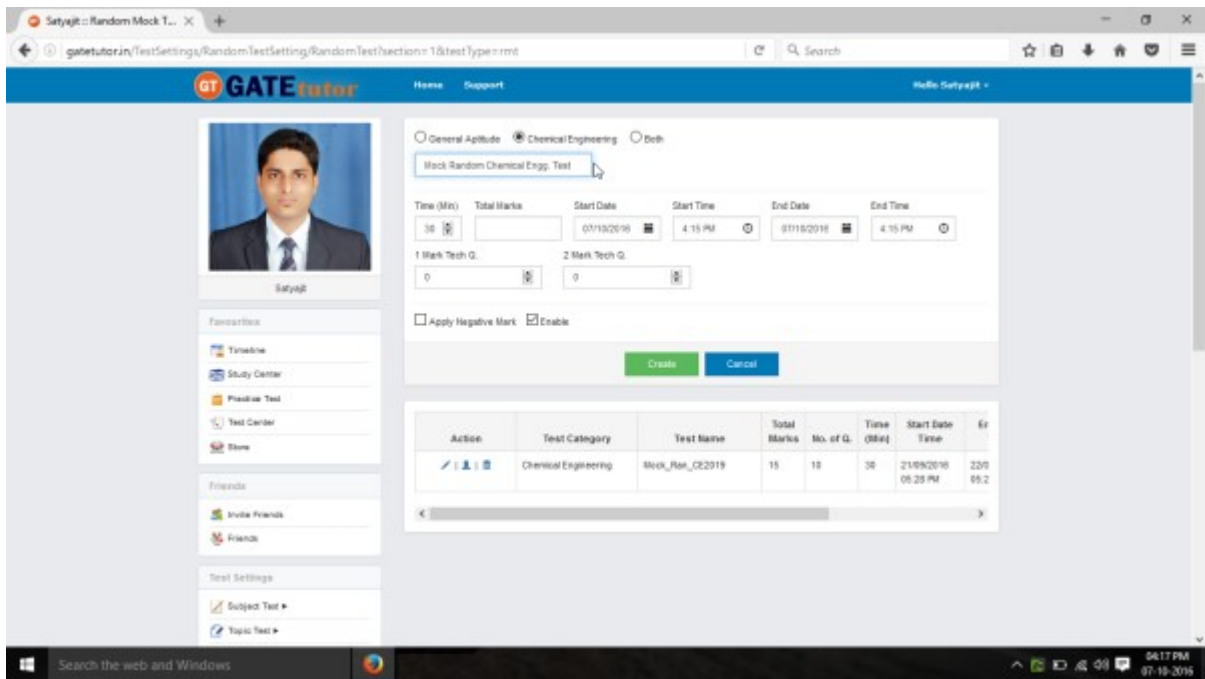 Satyajit :: Random Mock T...
gatetutor.in/TestSettings/RandomTestSetting/RandomTest?section=1&testType=rmt
Search
GT GATEtutor
Home Support
Hello Satyajit
Satyajit
Favourites
Timeline
Study Center
Practice Test
Test Center
Store
Friends
Invite Friends
Friends
Test Settings
Subject Test
Topic Test
General Aptitude Chemical Engineering Both
Mock Random Chemical Engg. Test
Time (Min) Total Marks Start Date Start Time End Date End Time
30 07/10/2016 4:15 PM 07/10/2016 4:15 PM
1 Mark Tech Q. 2 Mark Tech Q.
0 0
Apply Negative Mark Enable
Create Cancel
Action Test Category Test Name Total Marks No. of Q. Time (Min) Start Date Time
Chemical Engineering Mock_Ran_CE2019 15 10 30 21/09/2016 05:28 PM
Search the web and Windows
04:17 PM
07-10-2016